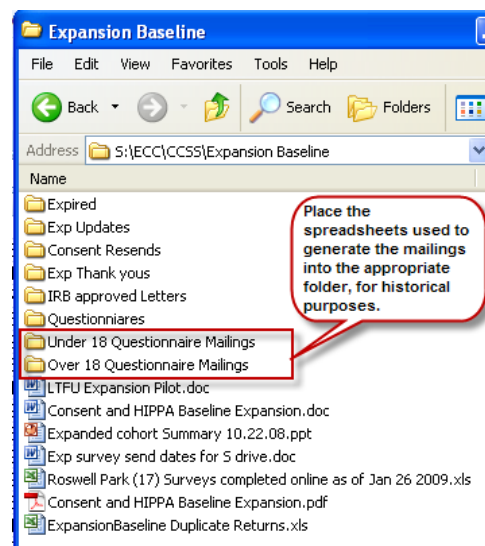 Expansion Baseline
File Edit View Favorites Tools Help
Back Search Folders
Address S:\ECC\CCSS\Expansion Baseline
Name
Expired
Exp Updates
Consent Resends
Exp Thank yous
IRB approved Letters
Questionniares
Under 18 Questionnaire Mailings
Over 18 Questionnaire Mailings
LTFU Expansion Pilot.doc
Consent and HIPPA Baseline Expansion.doc
Expanded cohort Summary 10.22.08.ppt
Exp survey send dates for S drive.doc
Roswell Park (17) Surveys completed online as of Jan 26 2009.xls
Consent and HIPPA Baseline Expansion.pdf
ExpansionBaseline Duplicate Returns.xls
Place the
spreadsheets used to
generate the mailings
into the appropriate
folder, for historical
purposes.